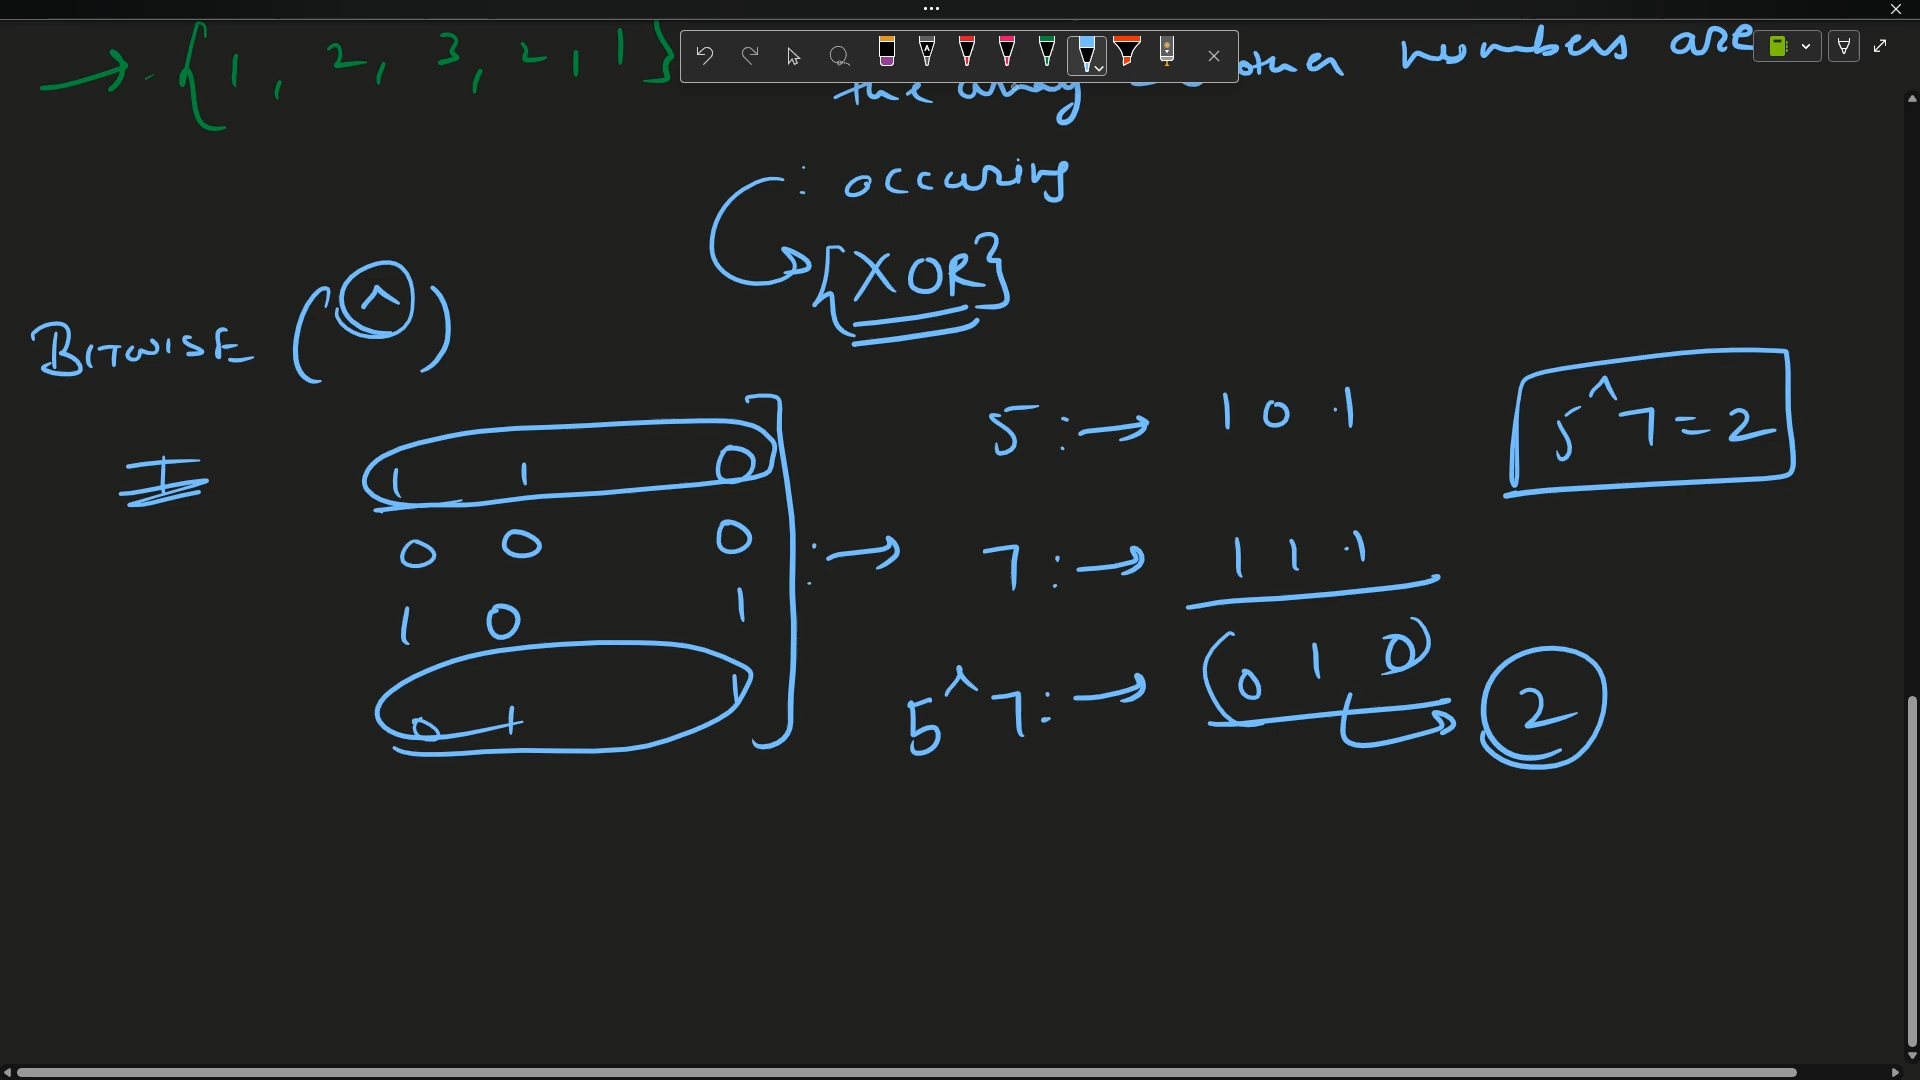 → . { 1 , 2 , 3 , 2 , 1 }
other numbers are
the array
: occuring
{XOR}
BITWISE ( ^ )
5 : → 1 0 1
5 ^ 7 = 2
1 1 0
0 0 0
: → 7 : → 1 1 1
1 0 1
0 1 1
5 ^ 7 : → ( 0 1 0 ) → 2